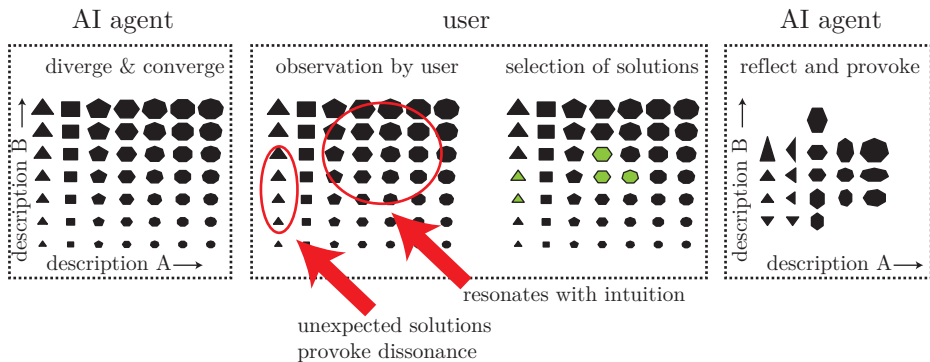 AI agent
user
AI agent
diverge & converge
observation by user
selection of solutions
reflect and provoke
description B
description A
description B
description A
resonates with intuition
unexpected solutions
provoke dissonance